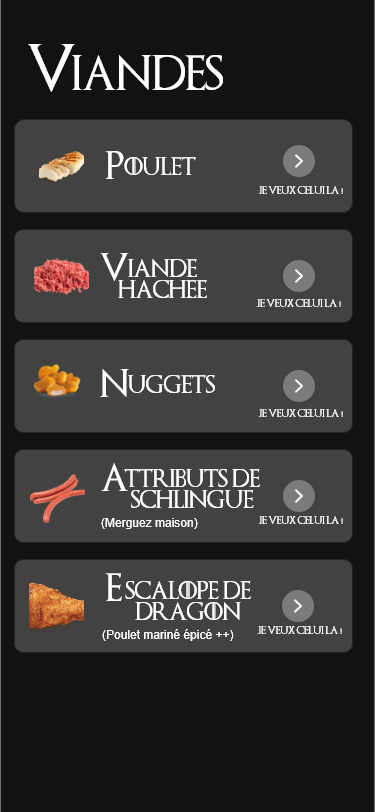 VIANDES
POULET
JE VEUX CELUI LA !
VIANDE
HACHEE
JE VEUX CELUI LA !
NUGGETS
JE VEUX CELUI LA !
ATTRIBUTS DE
SCHLINGUE
(Merguez maison)
JE VEUX CELUI LA !
ESCALOPE DE
DRAGON
(Poulet mariné épicé ++)
JE VEUX CELUI LA !